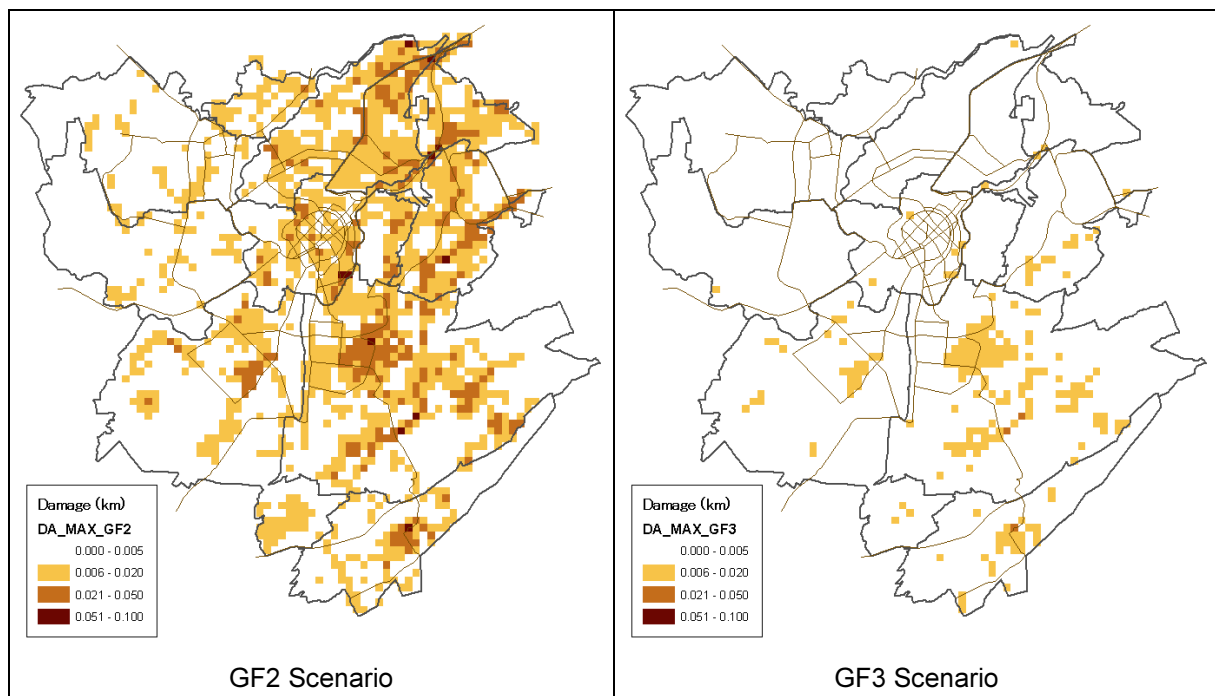 Damage (km)
DA_MAX_GF2
0.000 - 0.005
0.006 - 0.020
0.021 - 0.050
0.051 - 0.100
GF2 Scenario
Damage (km)
DA_MAX_GF3
0.000 - 0.005
0.006 - 0.020
0.021 - 0.050
0.051 - 0.100
GF3 Scenario